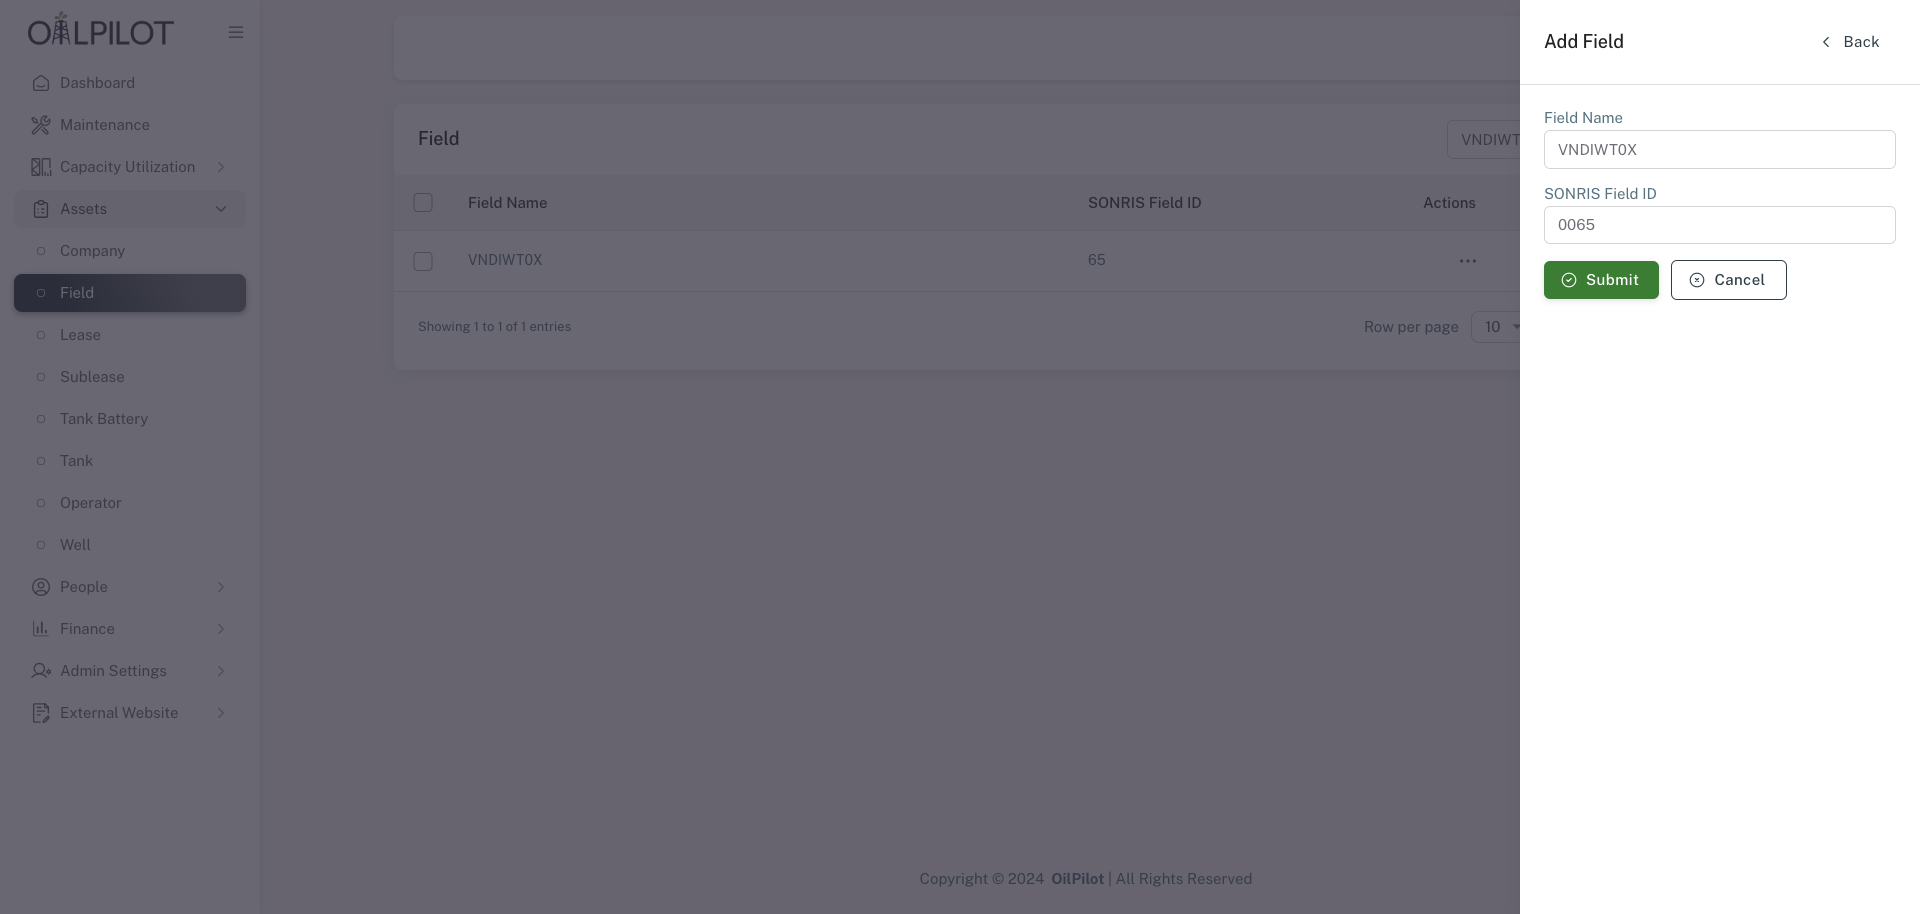 OILPILOT
Dashboard
Maintenance
Capacity Utilization
Assets
Company
Field
Lease
Sublease
Tank Battery
Tank
Operator
Well
People
Finance
Admin Settings
External Website
Field
VNDIWT
Field Name
SONRIS Field ID
Actions
VNDIWT0X
65
Showing 1 to 1 of 1 entries
Row per page
10
Copyright © 2024 OilPilot | All Rights Reserved
Add Field
Back
Field Name
VNDIWT0X
SONRIS Field ID
0065
Submit
Cancel